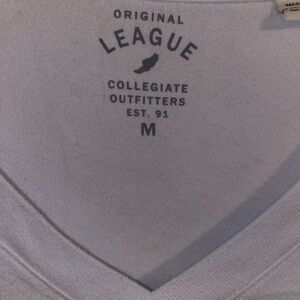 ORIGINAL
LEAGUE
COLLEGIATE
OUTFITTERS
EST. 91
M